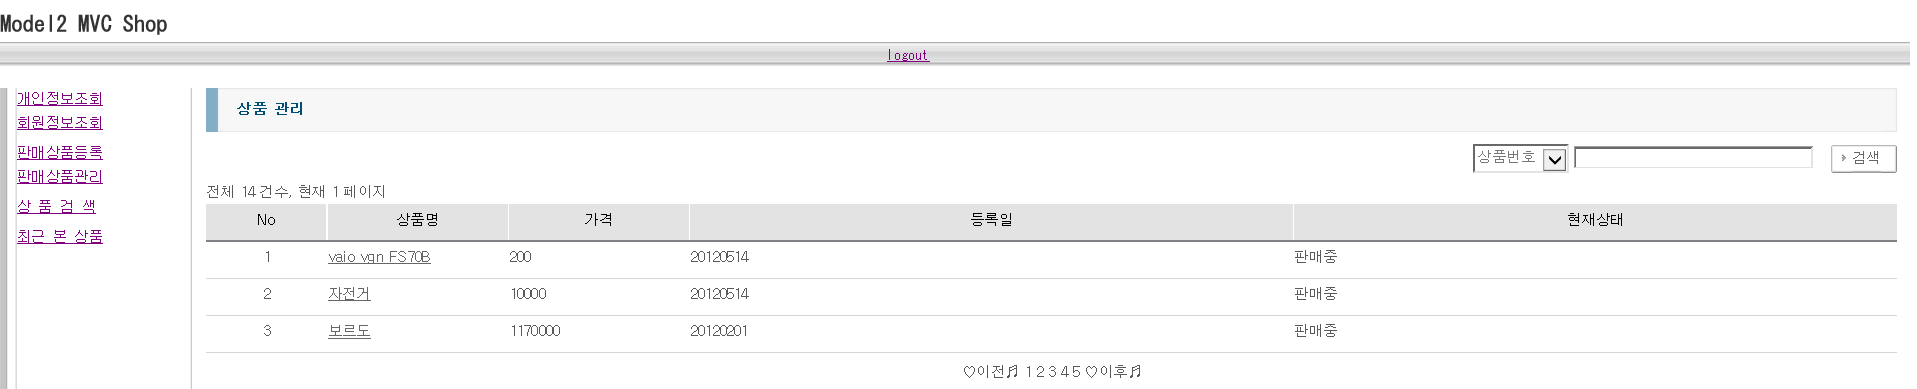 Model2 MVC Shop
logout
개인정보조회
회원정보조회
판매상품등록
판매상품관리
상 품 검 색
최근 본 상품
상품 관리
상품번호 검색
전체 14 건수, 현재 1 페이지
No 상품명 가격 등록일 현재상태
1 vaio vgn FS70B 200 20120514 판매중
2 자전거 10000 20120514 판매중
3 보르도 1170000 20120201 판매중
♡이전♬ 1 2 3 4 5 ♡이후♬